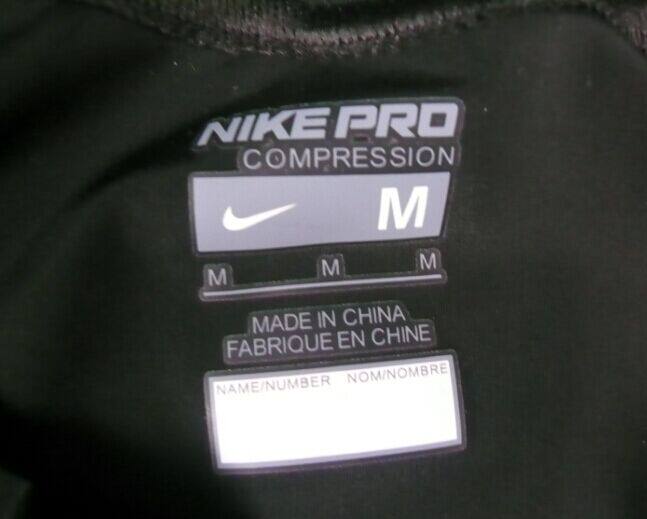 NIKE PRO
COMPRESSION
M
M M M
MADE IN CHINA
FABRIQUE EN CHINE
NAME/NUMBER NOM/NOMBRE